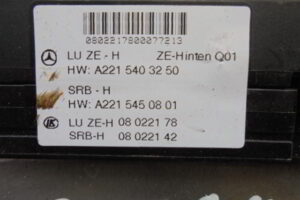 0802217800077213
LU ZE - H ZE-Hinten Q01
HW: A221 540 32 50
SRB - H
HW: A221 545 08 01
LU ZE-H 08 0221 78
SRB-H 08 0221 42